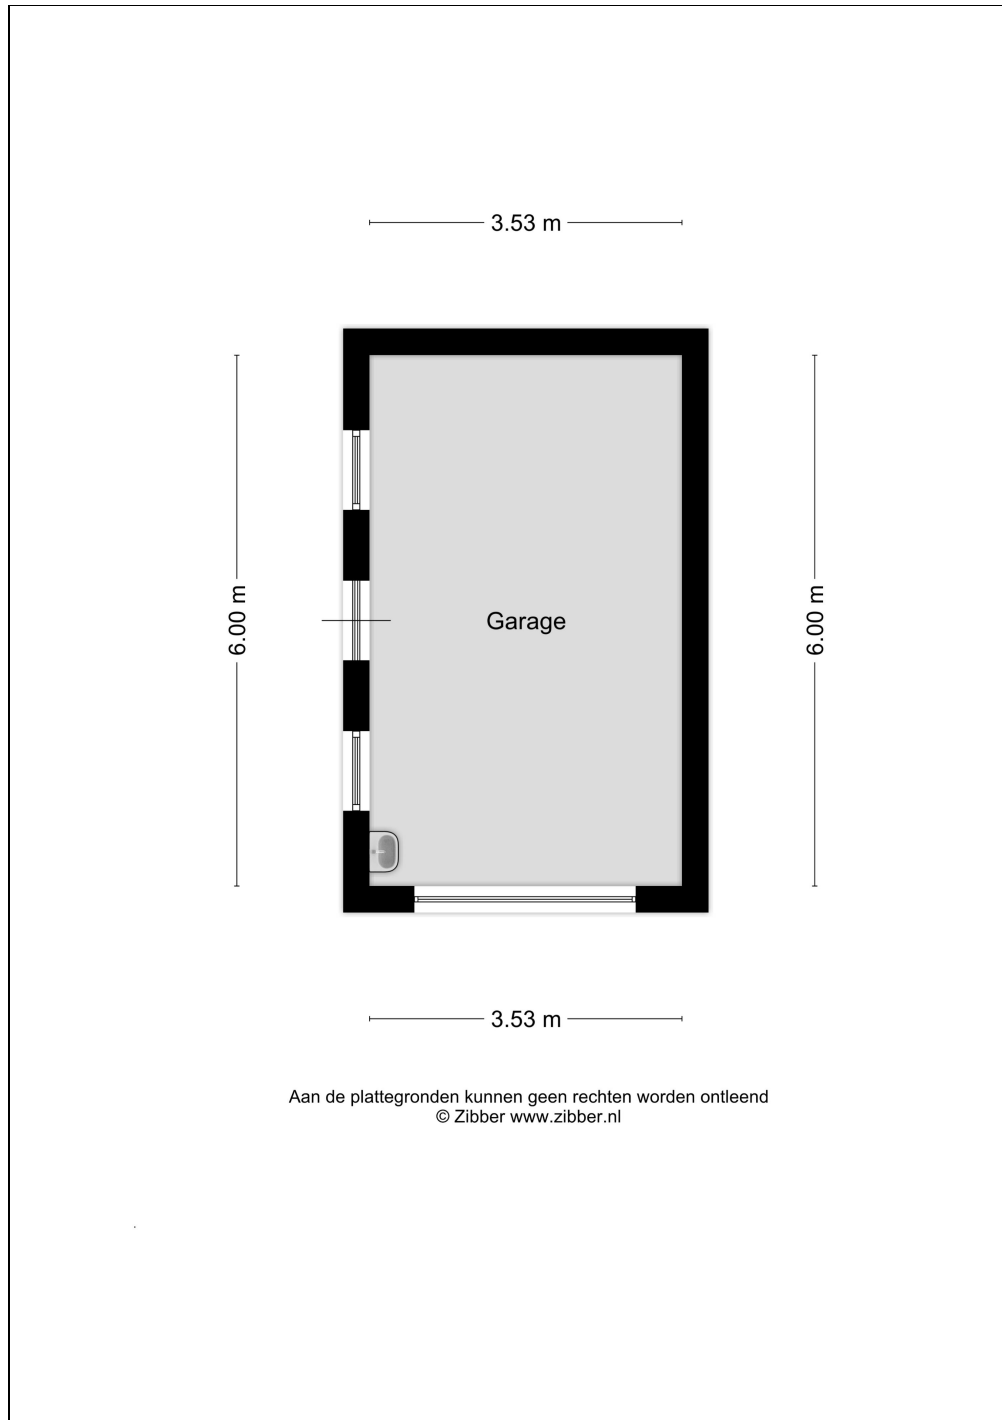 3.53 m
6.00 m
Garage
6.00 m
3.53 m
Aan de plattegronden kunnen geen rechten worden ontleend
© Zibber www.zibber.nl